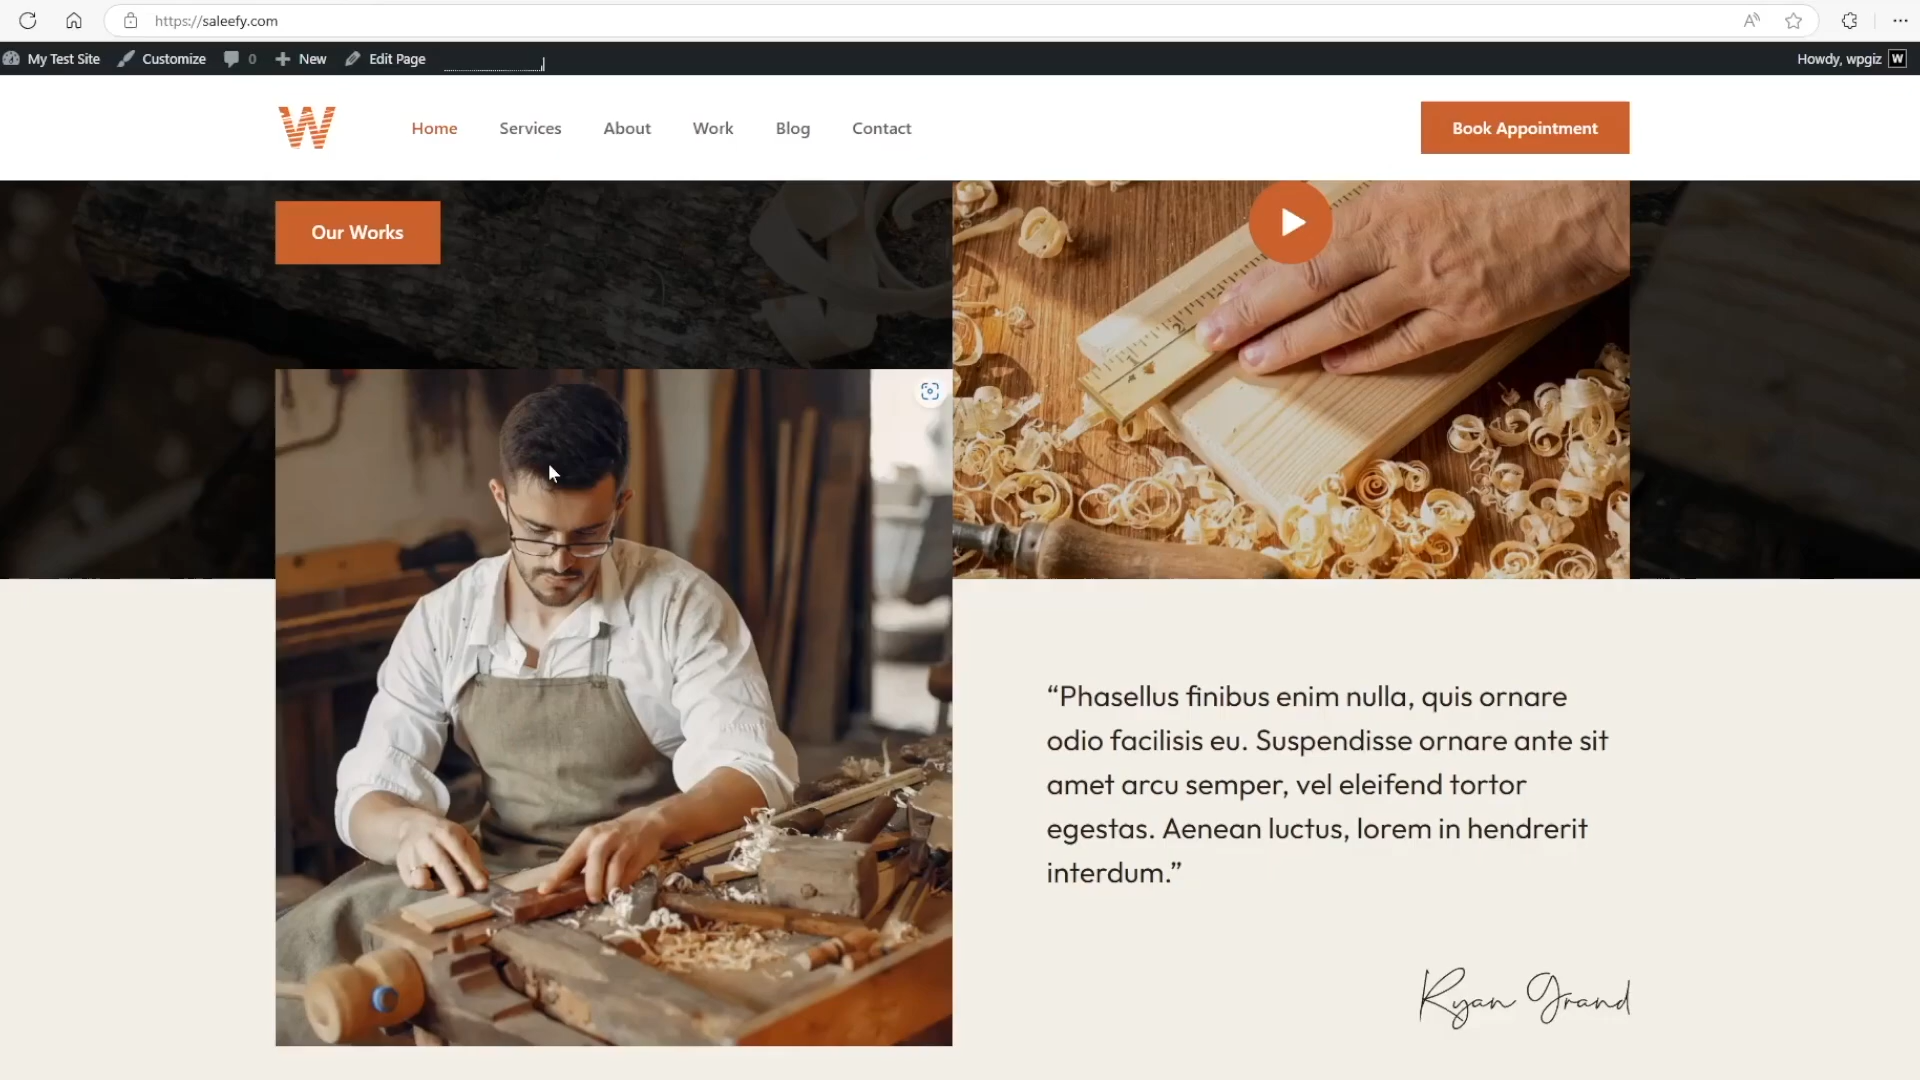 https://saleefy.com
My Test Site Customize 0 New Edit Page Howdy, wpgiz W
W Home Services About Work Blog Contact Book Appointment
Our Works
“Phasellus finibus enim nulla, quis ornare
odio facilisis eu. Suspendisse ornare ante sit
amet arcu semper, vel eleifend tortor
egestas. Aenean luctus, lorem in hendrerit
interdum.”
Ryan Grand